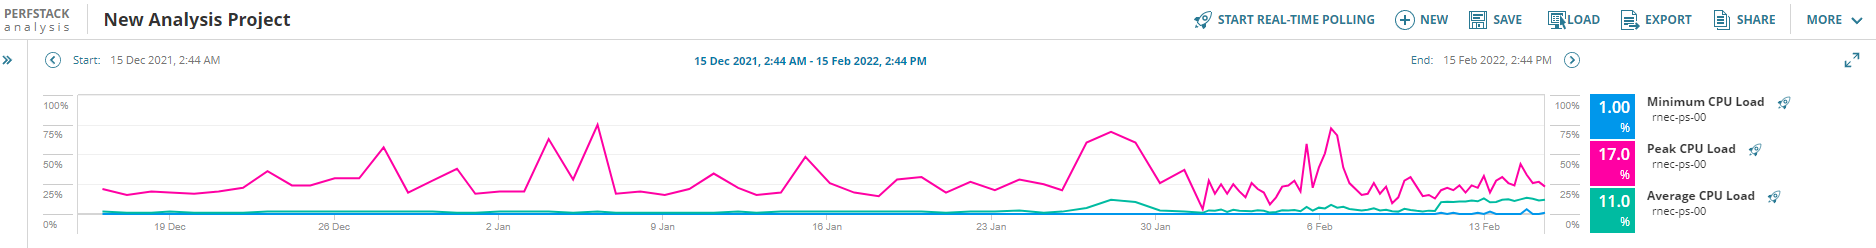 PERFSTACK
analysis
New Analysis Project
START REAL-TIME POLLING
NEW
SAVE
LOAD
EXPORT
SHARE
MORE
Start: 15 Dec 2021, 2:44 AM
15 Dec 2021, 2:44 AM - 15 Feb 2022, 2:44 PM
End: 15 Feb 2022, 2:44 PM
100%
75%
50%
25%
0%
100%
75%
50%
25%
0%
19 Dec
26 Dec
2 Jan
9 Jan
16 Jan
23 Jan
30 Jan
6 Feb
13 Feb
1.00
%
Minimum CPU Load
rnec-ps-00
17.0
%
Peak CPU Load
rnec-ps-00
11.0
%
Average CPU Load
rnec-ps-00